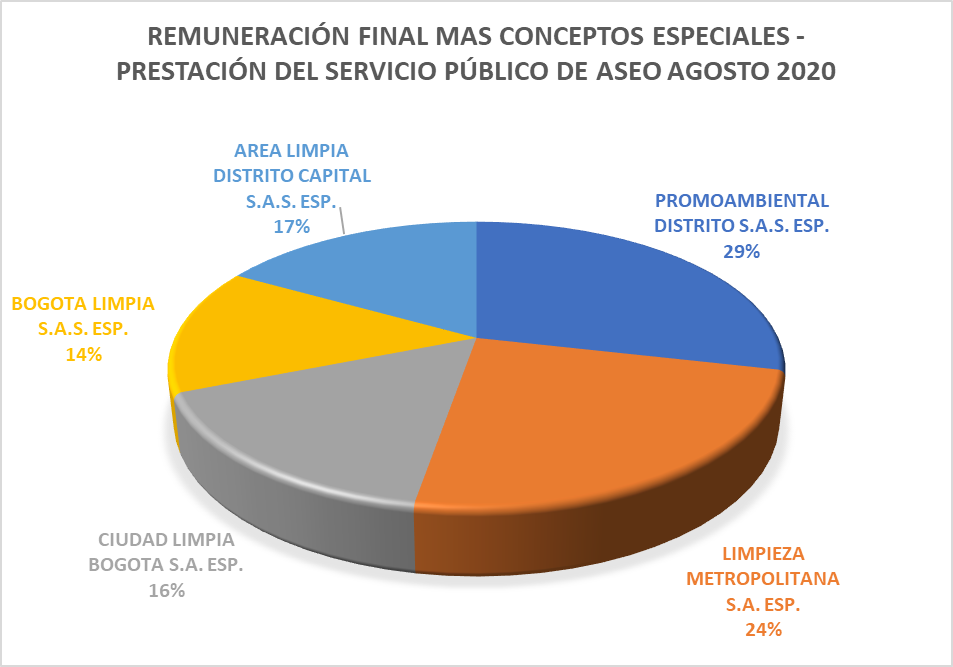 REMUNERACIÓN FINAL MAS CONCEPTOS ESPECIALES -
PRESTACIÓN DEL SERVICIO PÚBLICO DE ASEO AGOSTO 2020
AREA LIMPIA
DISTRITO CAPITAL
S.A.S. ESP.
17%
PROMOAMBIENTAL
DISTRITO S.A.S. ESP.
29%
BOGOTA LIMPIA
S.A.S. ESP.
14%
CIUDAD LIMPIA
BOGOTA S.A. ESP.
16%
LIMPIEZA
METROPOLITANA
S.A. ESP.
24%